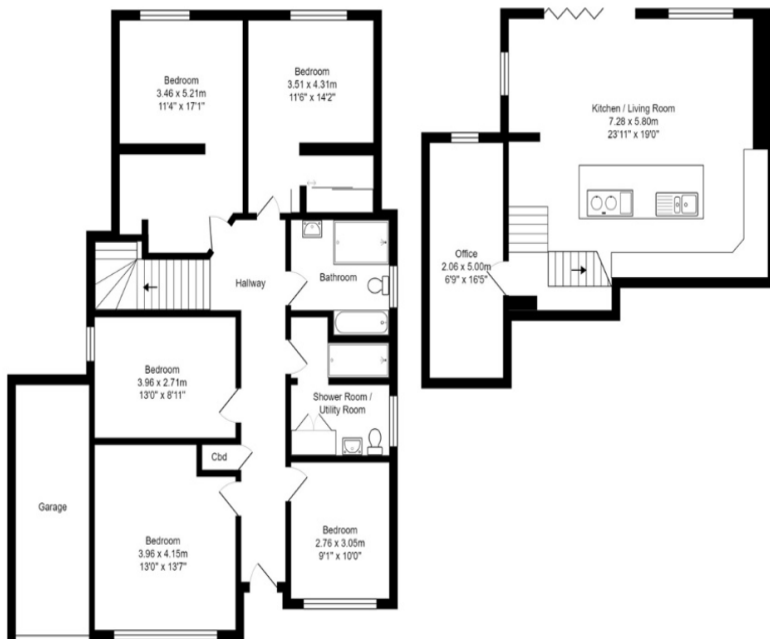 Bedroom
3.46 x 5.21m
11'4" x 17'1"
Bedroom
3.51 x 4.31m
11'6" x 14'2"
Kitchen / Living Room
7.28 x 5.80m
23'11" x 19'0"
Office
2.06 x 5.00m
6'9" x 16'5"
Hallway
Bathroom
Bedroom
3.96 x 2.71m
13'0" x 8'11"
Shower Room /
Utility Room
Cbd
Garage
Bedroom
3.96 x 4.15m
13'0" x 13'7"
Bedroom
2.76 x 3.05m
9'1" x 10'0"